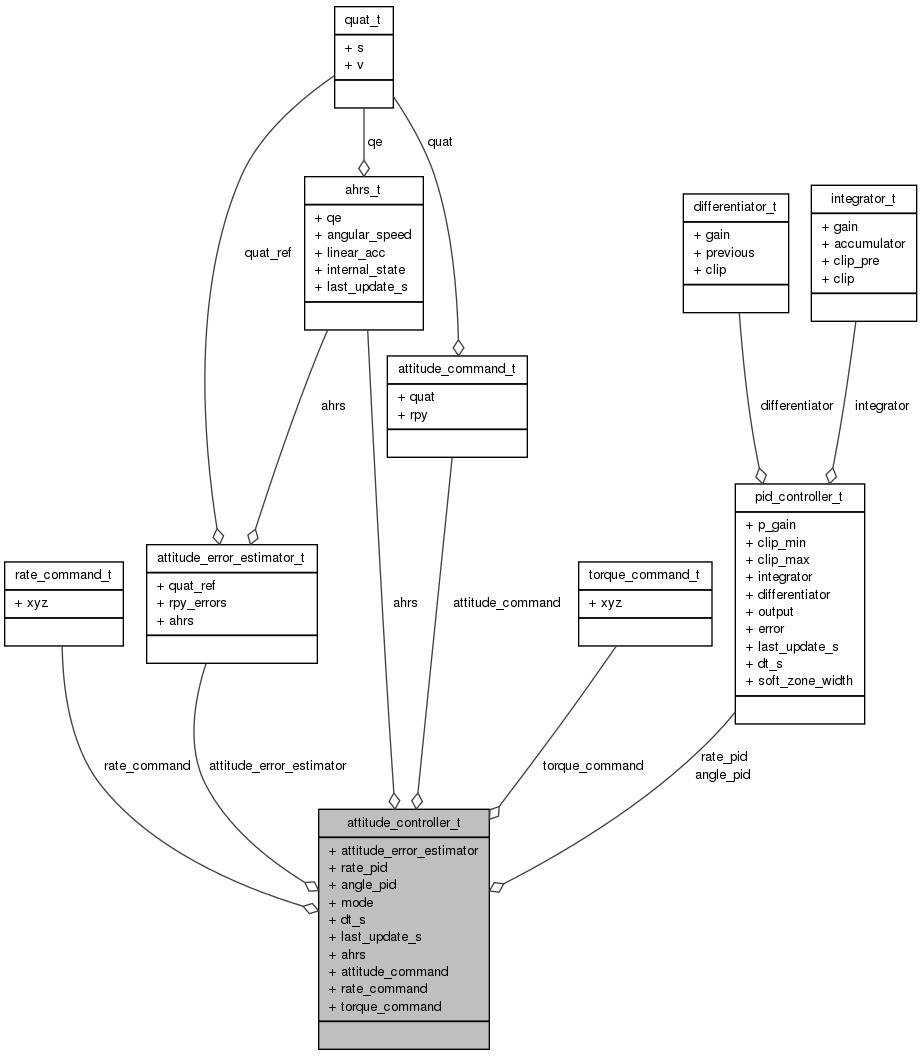 quat_t
+ s
+ v
qe
quat
ahrs_t
+ qe
+ angular_speed
+ linear_acc
+ internal_state
+ last_update_s
differentiator_t
+ gain
+ previous
+ clip
integrator_t
+ gain
+ accumulator
+ clip_pre
+ clip
quat_ref
attitude_command_t
+ quat
+ rpy
ahrs
differentiator
integrator
pid_controller_t
+ p_gain
+ clip_min
+ clip_max
+ integrator
+ differentiator
+ output
+ error
+ last_update_s
+ dt_s
+ soft_zone_width
attitude_error_estimator_t
+ quat_ref
+ rpy_errors
+ ahrs
rate_command_t
+ xyz
torque_command_t
+ xyz
ahrs
attitude_command
rate_command
attitude_error_estimator
torque_command
rate_pid
angle_pid
attitude_controller_t
+ attitude_error_estimator
+ rate_pid
+ angle_pid
+ mode
+ dt_s
+ last_update_s
+ ahrs
+ attitude_command
+ rate_command
+ torque_command